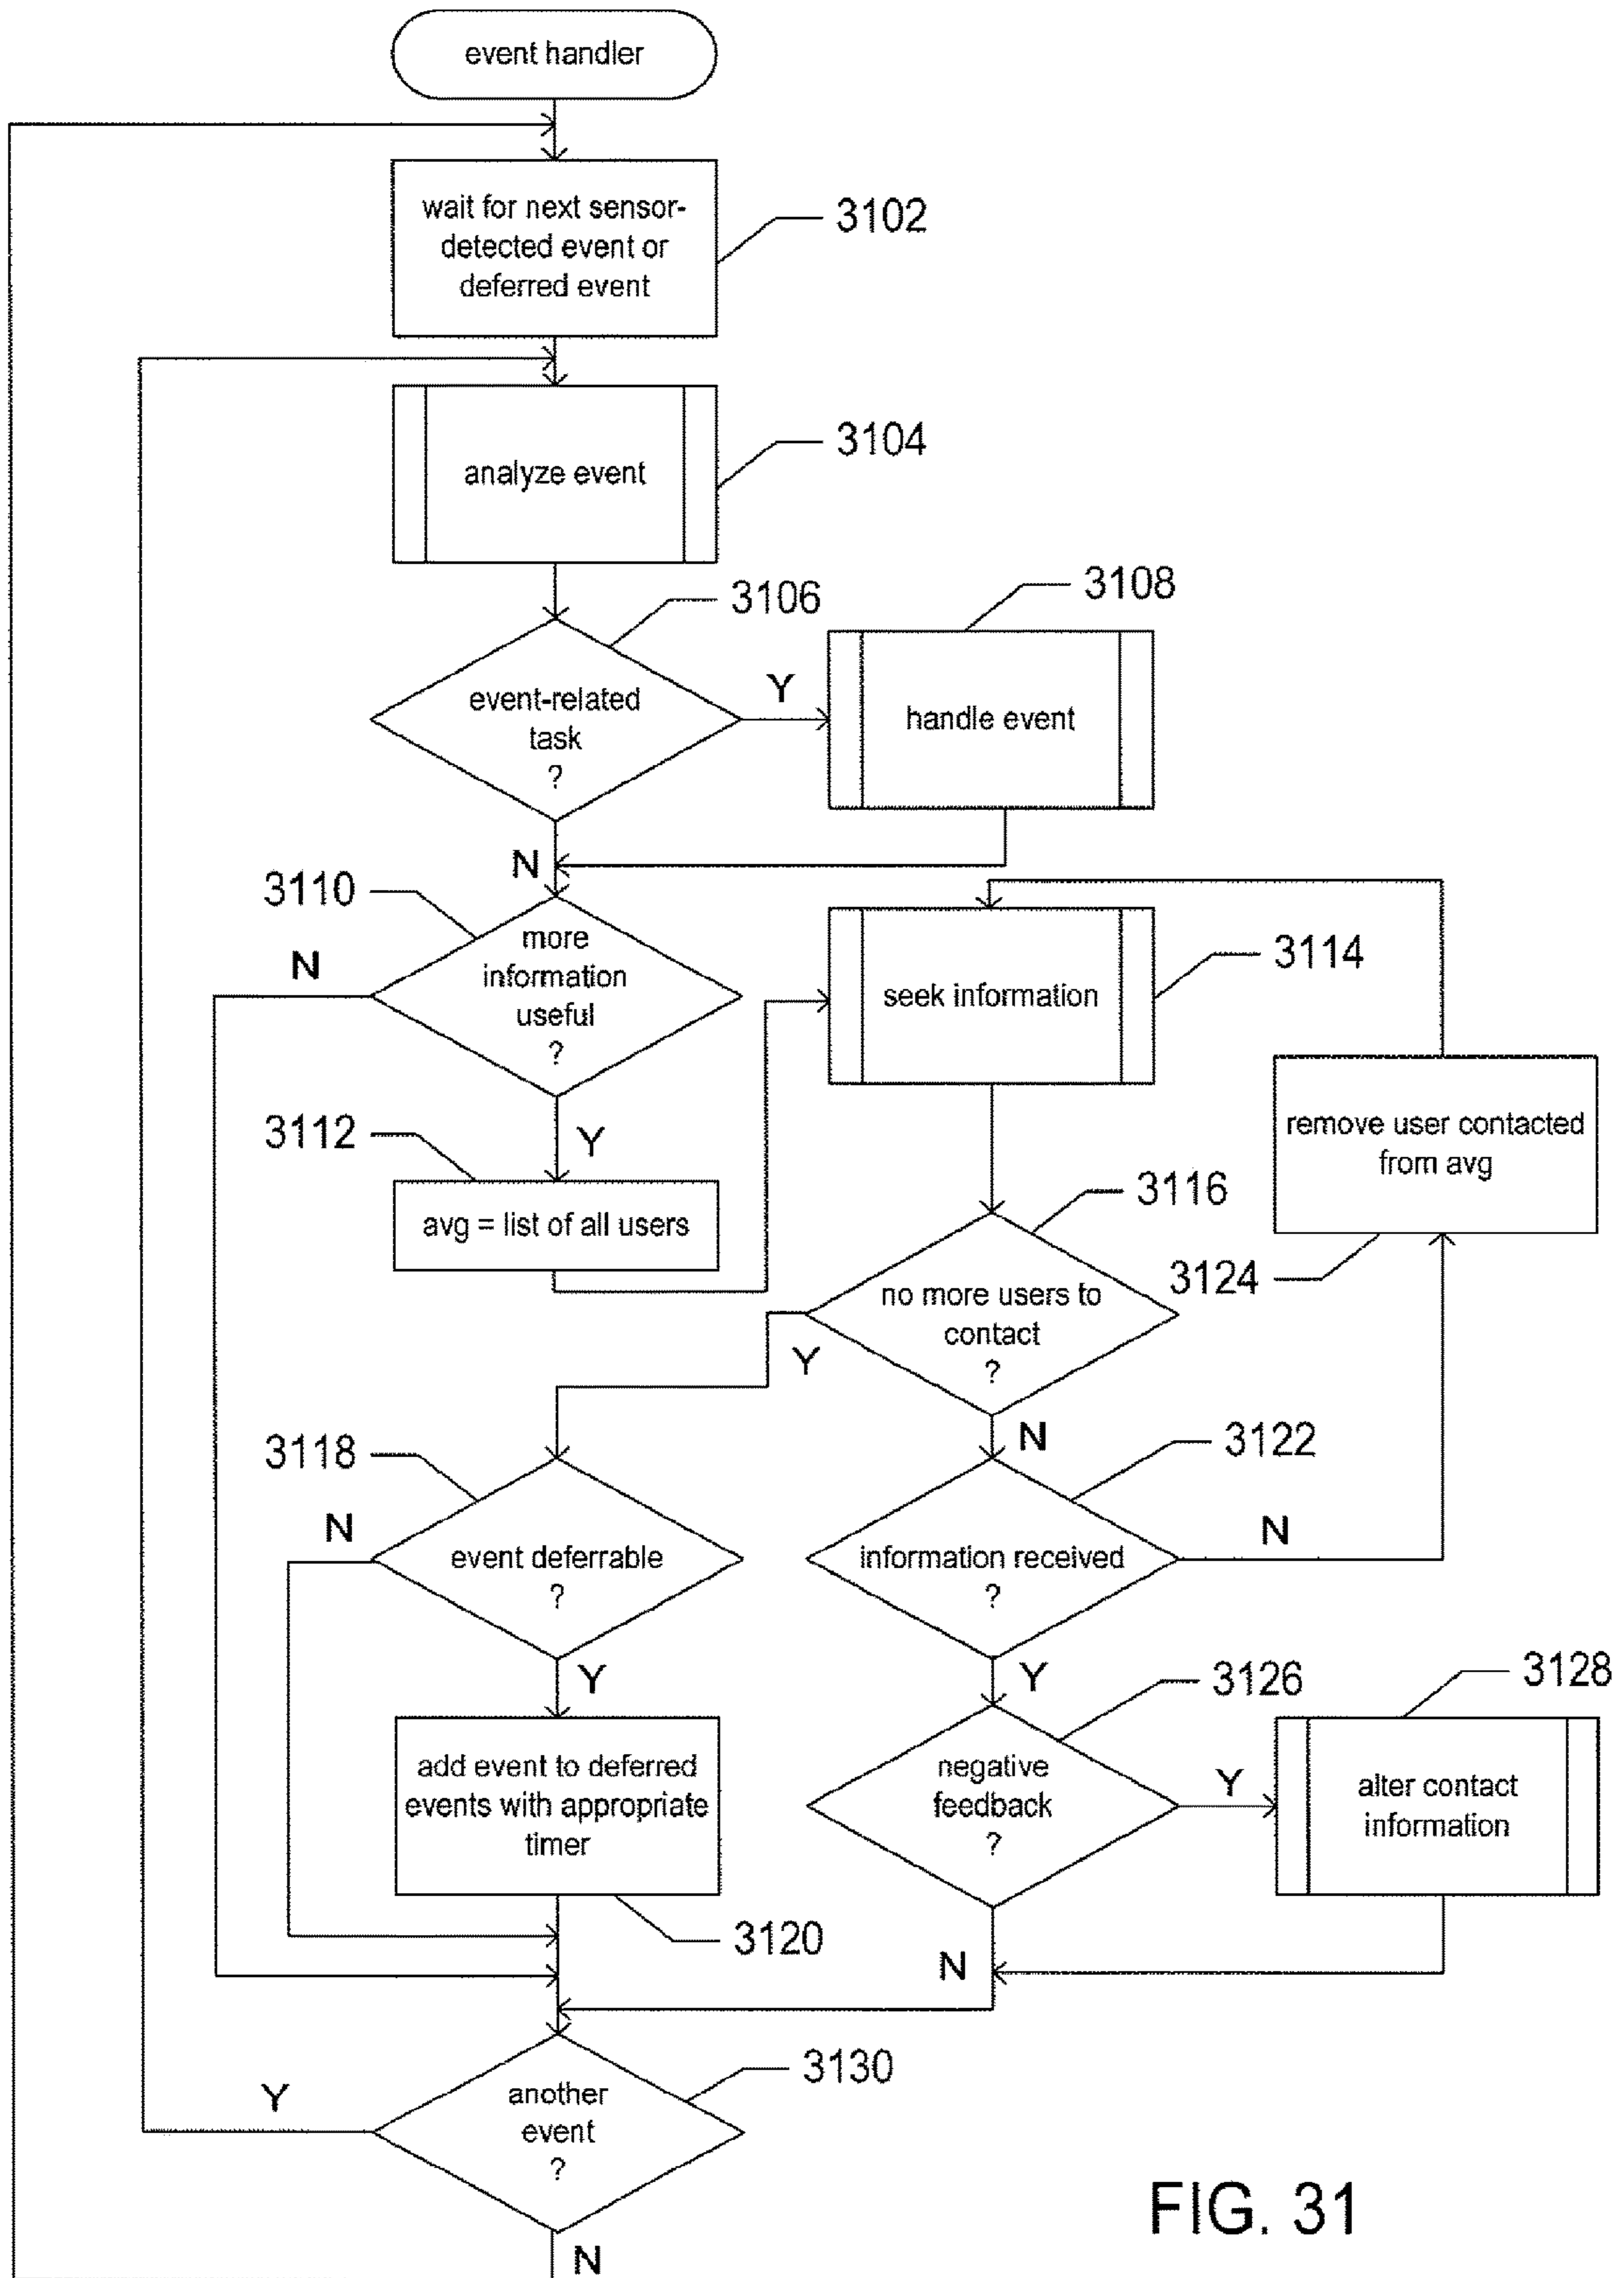 event handler
wait for next sensor-
detected event or
deferred event
3102
analyze event
3104
3106
event-related
task
?
Y
N
3108
handle event
3110
more
information
useful
?
N
Y
3112
avg = list of all users
3114
seek information
remove user contacted
from avg
3124
3116
no more users to
contact
?
Y
N
3118
event deferrable
?
N
Y
3122
information received
?
N
Y
add event to deferred
events with appropriate
timer
3120
3126
negative
feedback
?
Y
N
3128
alter contact
information
3130
another
event
?
Y
N
FIG. 31